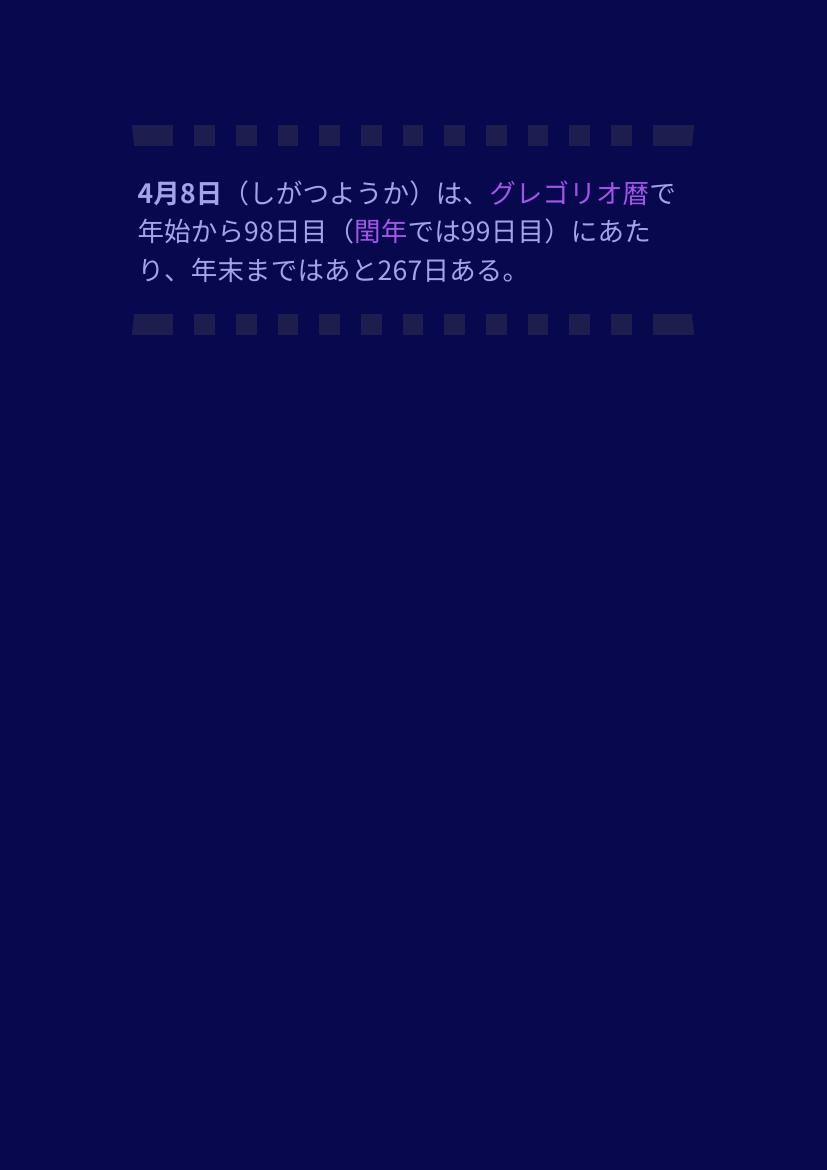 4月8日（しがつようか）は、グレゴリオ暦で
年始から98日目（閏年では99日目）にあた
り、年末まではあと267日ある。